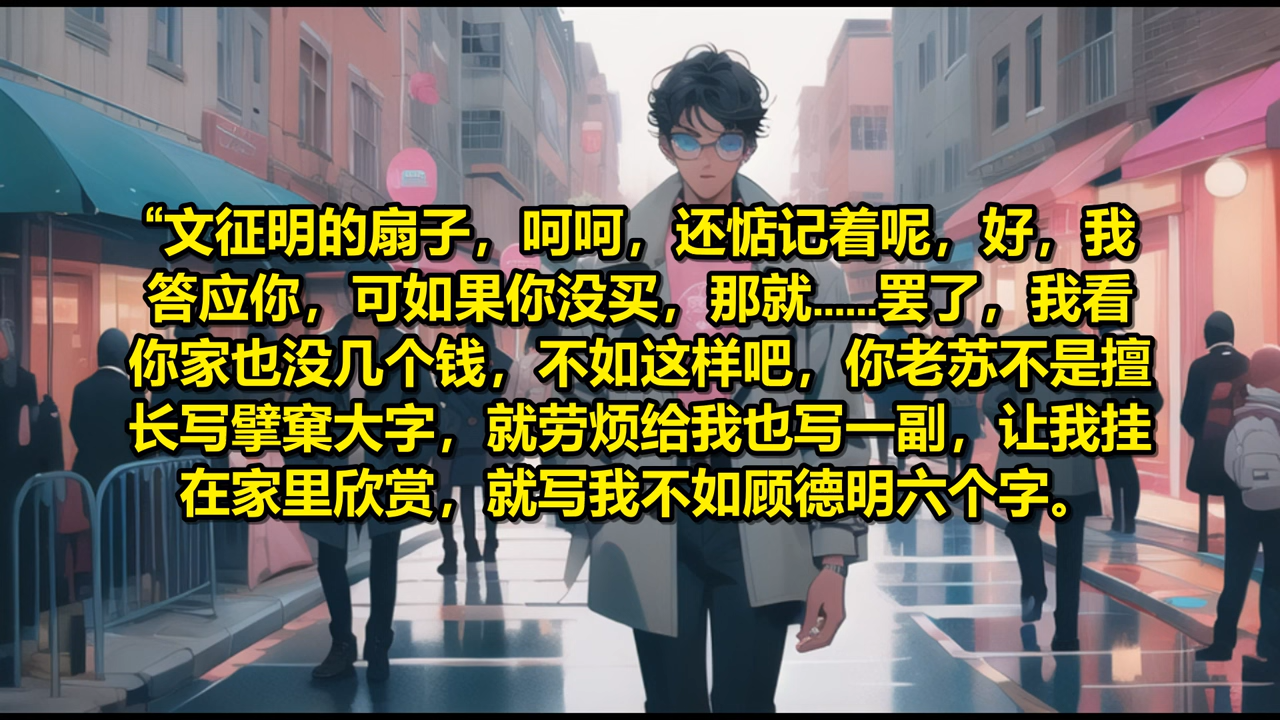 “文征明的扇子，呵呵，还惦记着呢，好，我
答应你，可如果你没买，那就......罢了，我看
你家也没几个钱，不如这样吧，你老苏不是擅
长写擘窠大字，就劳烦给我也写一副，让我挂
在家里欣赏，就写我不如顾德明六个字。